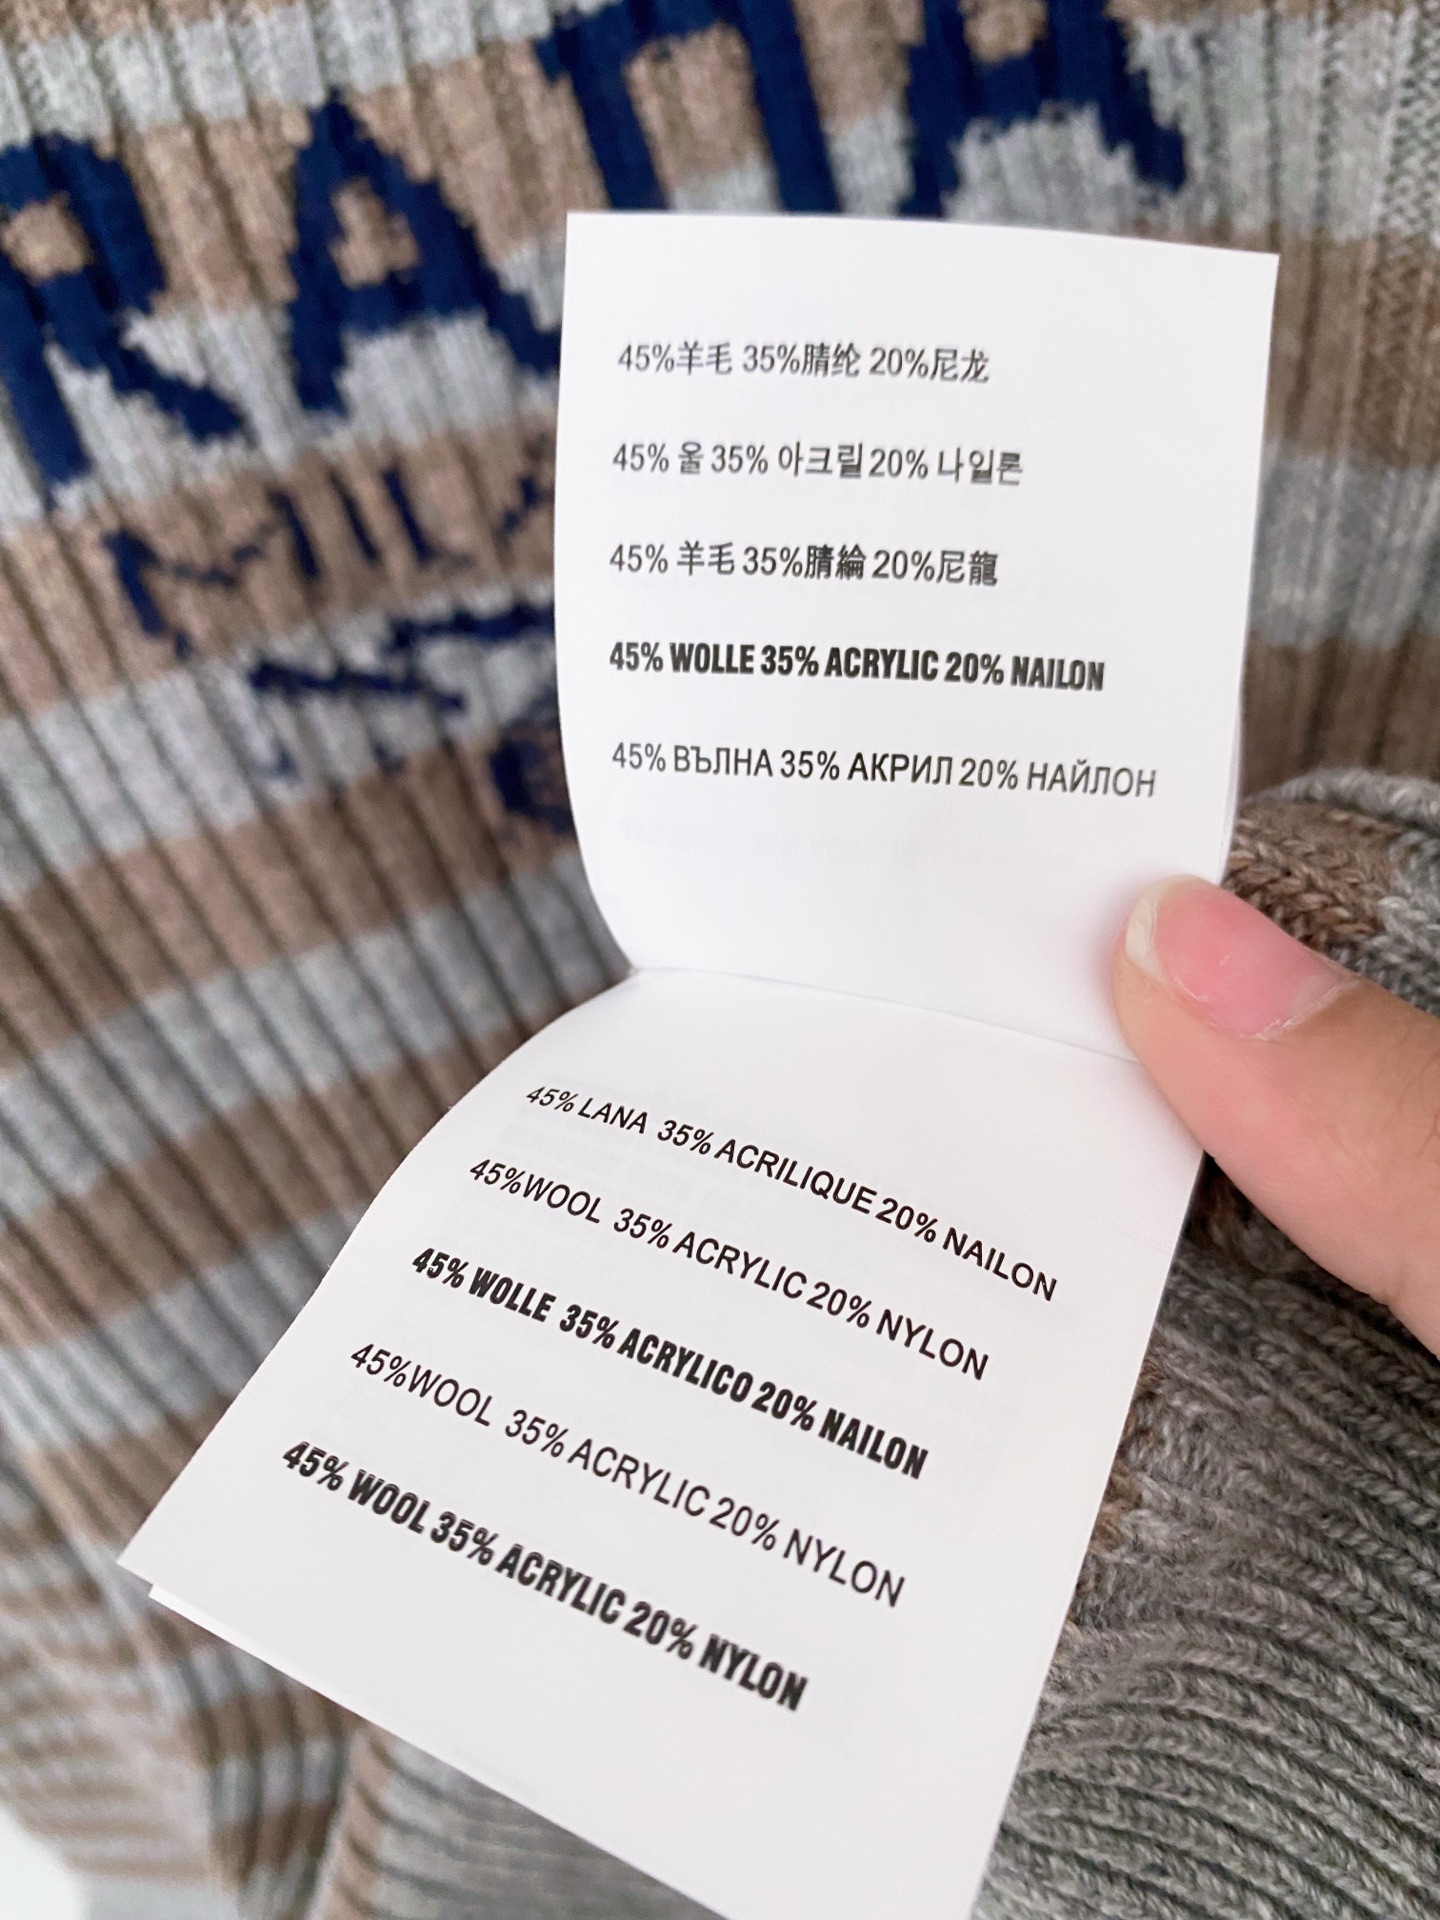 45%羊毛 35%腈纶 20%尼龙
45% 울 35% 아크릴 20% 나일론
45% 羊毛 35%腈綸 20%尼龍
45% WOLLE 35% ACRYLIC 20% NAILON
45% ВЪЛНА 35% АКРИЛ 20% НАЙЛОН
45% LANA 35% ACRILIQUE 20% NAILON
45%WOOL 35% ACRYLIC 20% NYLON
45% WOLLE 35% ACRYLICO 20% NAILON
45%WOOL 35% ACRYLIC 20% NYLON
45% WOOL 35% ACRYLIC 20% NYLON